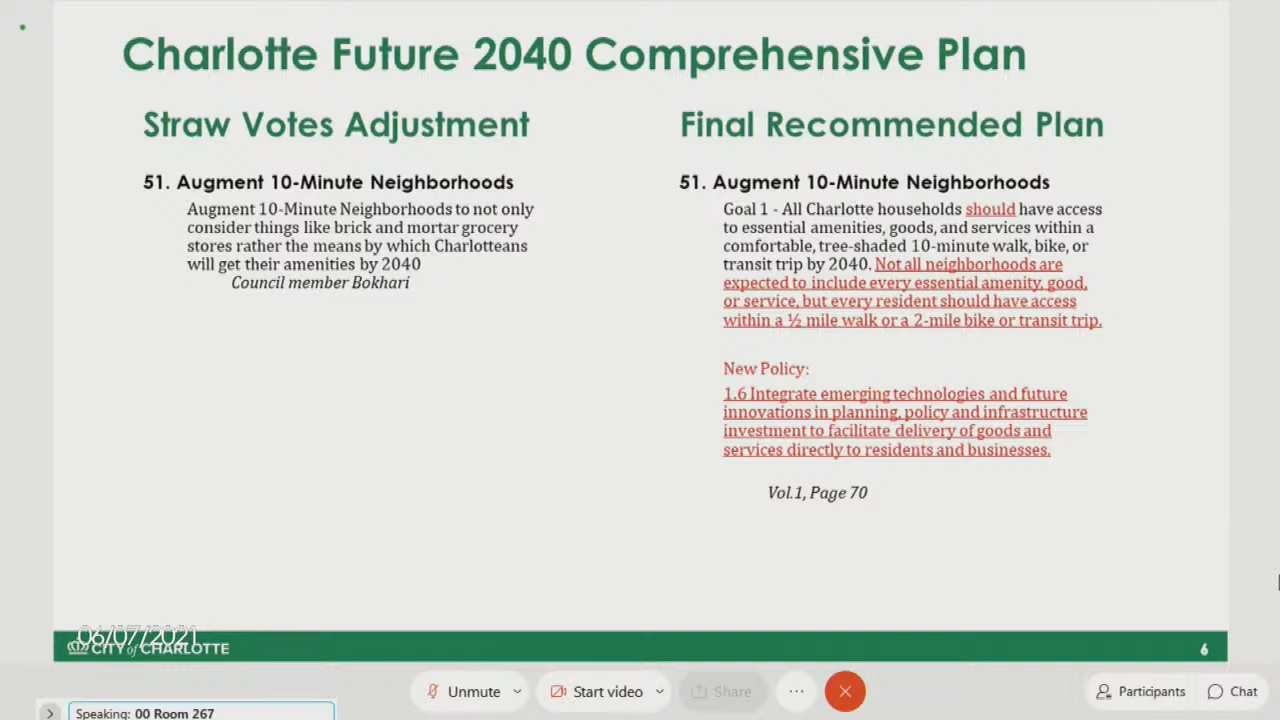 Charlotte Future 2040 Comprehensive Plan
Straw Votes Adjustment
51. Augment 10-Minute Neighborhoods
Augment 10-Minute Neighborhoods to not only
consider things like brick and mortar grocery
stores rather the means by which Charlotteans
will get their amenities by 2040
Council member Bokhari
Final Recommended Plan
51. Augment 10-Minute Neighborhoods
Goal 1 - All Charlotte households should have access
to essential amenities, goods, and services within a
comfortable, tree-shaded 10-minute walk, bike, or
transit trip by 2040. Not all neighborhoods are
expected to include every essential amenity, good,
or service, but every resident should have access
within a ½ mile walk or a 2-mile bike or transit trip.
New Policy:
1.6 Integrate emerging technologies and future
innovations in planning, policy and infrastructure
investment to facilitate delivery of goods and
services directly to residents and businesses.
Vol.1, Page 70
06/07/2021
CITY of CHARLOTTE
6
Unmute
Start video
Share
Participants
Chat
Speaking: 00 Room 267